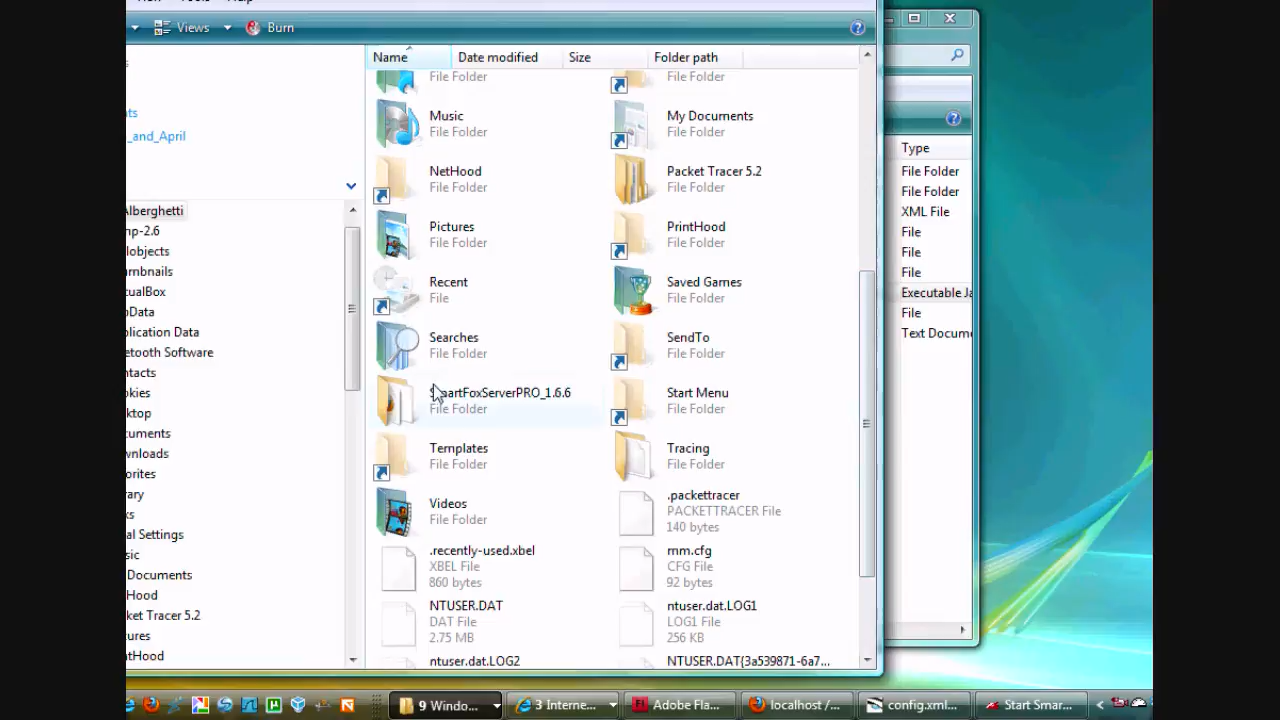 Views Burn
Name Date modified Size Folder path
File Folder File Folder
Music My Documents
File Folder File Folder
NetHood Packet Tracer 5.2
File Folder File Folder
Pictures PrintHood
File Folder File Folder
Recent Saved Games
File File Folder
Searches SendTo
File Folder File Folder
SmartFoxServerPRO_1.6.6 Start Menu
File Folder File Folder
Templates Tracing
File Folder File Folder
Videos .packettracer
File Folder PACKETTRACER File
140 bytes
.recently-used.xbel mm.cfg
XBEL File CFG File
860 bytes 92 bytes
NTUSER.DAT ntuser.dat.LOG1
DAT File LOG1 File
2.75 MB 256 KB
ntuser.dat.LOG2 NTUSER.DAT{3a539871-6a7...
_and_April
Alberghetti
mp-2.6
lobjects
umbnails
tualBox
pData
plication Data
etooth Software
ntacts
okies
sktop
cuments
wnloads
orites
rary
ks
al Settings
sic
Documents
tHood
ket Tracer 5.2
tures
ntHood
Type
File Folder
File Folder
XML File
File
File
File
Executable Ja
File
Text Docume
9 Windo... 3 Interne... Adobe Fla... localhost /... config.xml... Start Smar...